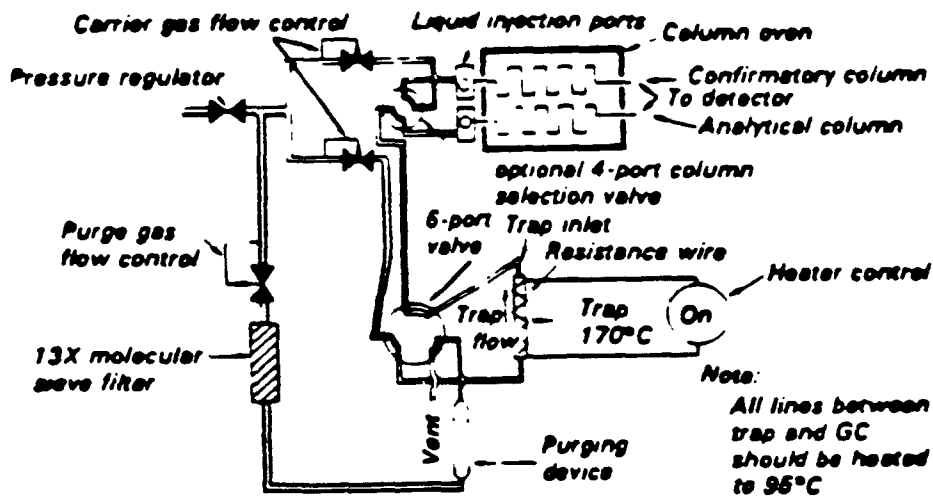 Carrier gas flow control
Liquid injection ports
Column oven
Pressure regulator
Confirmatory column
To detector
Analytical column
optional 4-port column
selection valve
6-port
valve
Trap inlet
Resistance wire
Purge gas
flow control
Heater control
Trap
flow
Trap
170°C
On
13X molecular
sieve filter
Note:
All lines between
trap and GC
should be heated
to 95°C
Vent
Purging
device